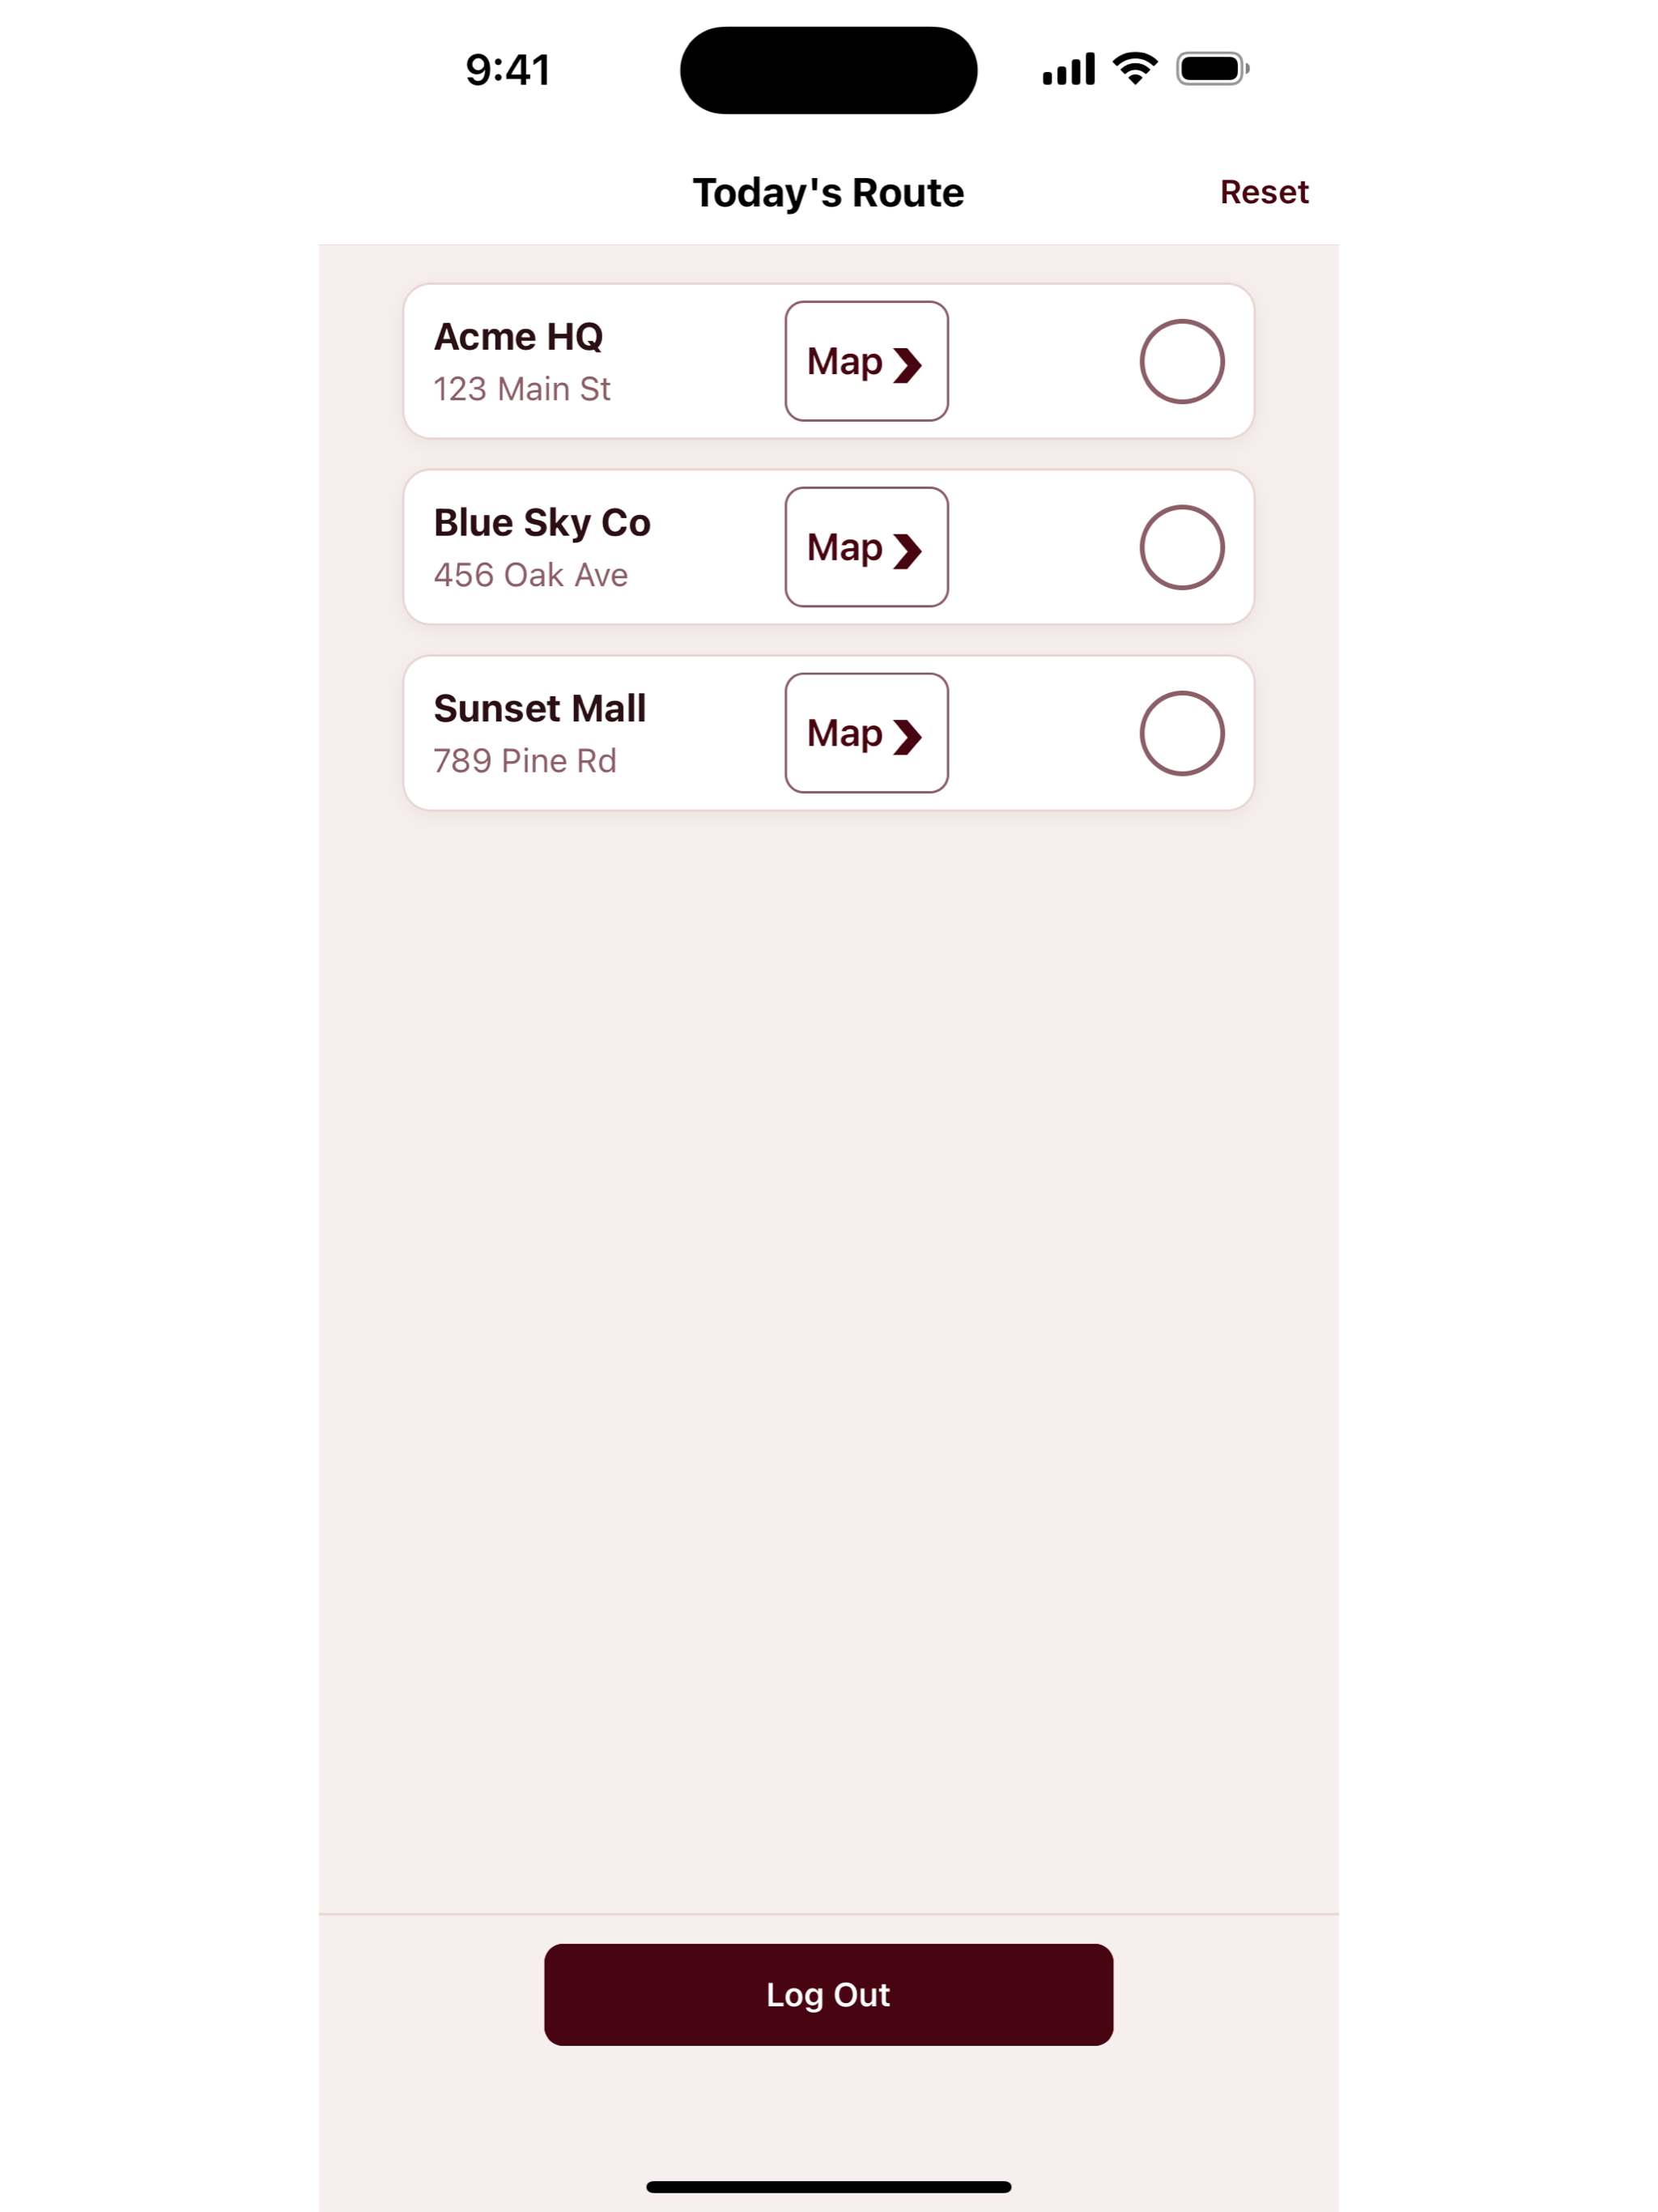 9:41
Today's Route
Reset
Acme HQ
123 Main St
Map ❯
Blue Sky Co
456 Oak Ave
Map ❯
Sunset Mall
789 Pine Rd
Map ❯
Log Out